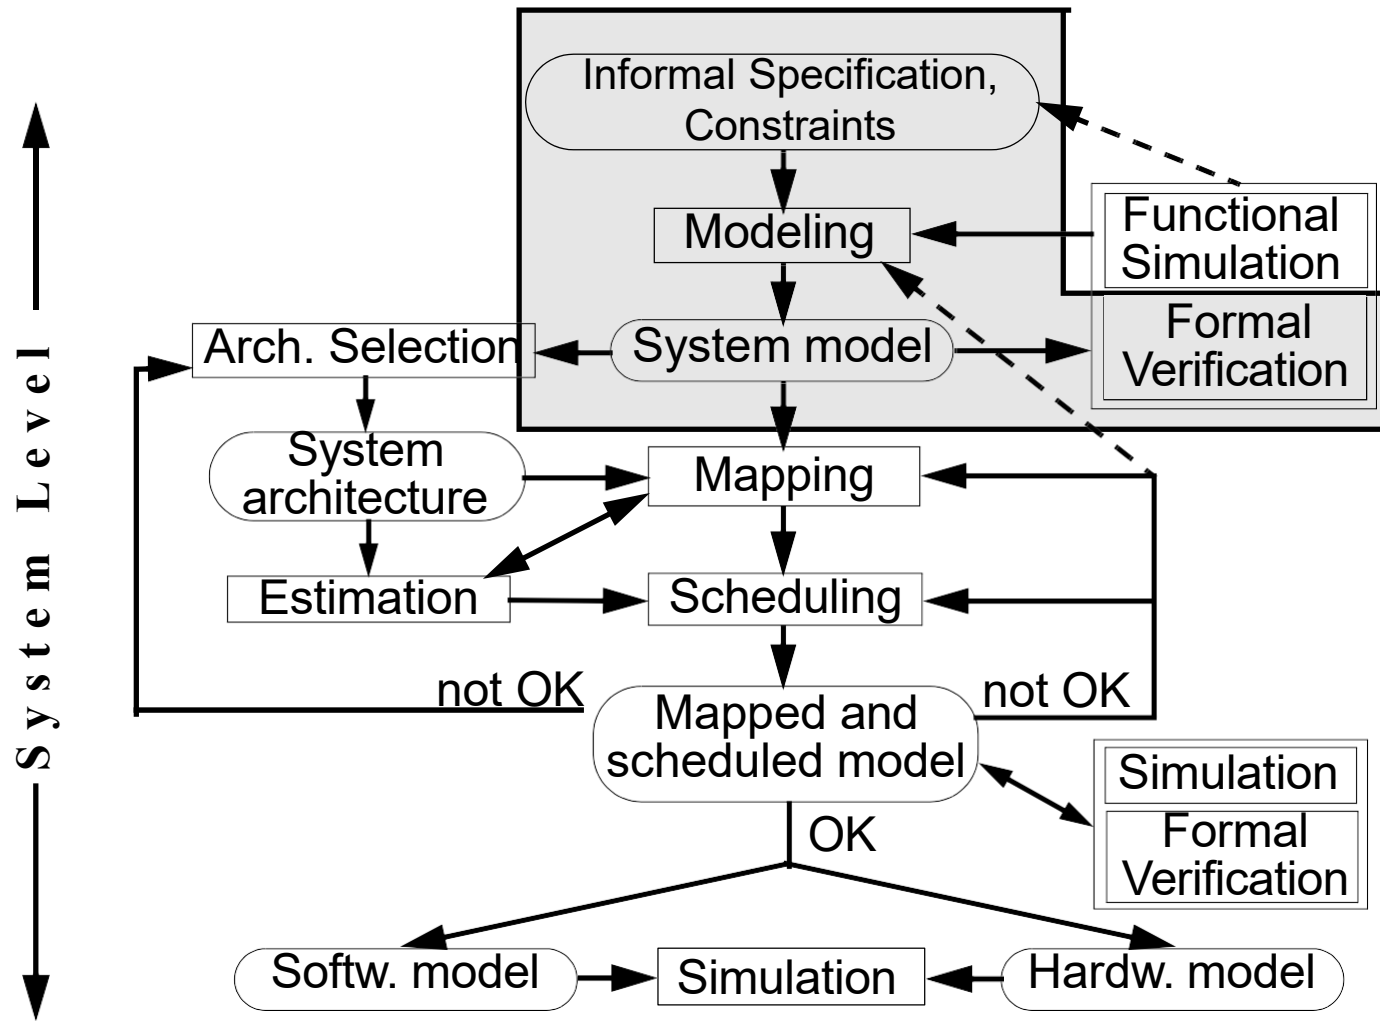 Informal Specification,
Constraints
Functional
Simulation
Modeling
Formal
Verification
Arch. Selection
System model
System
architecture
Mapping
Estimation
Scheduling
not OK
not OK
Mapped and
scheduled model
Simulation
Formal
Verification
OK
Softw. model
Simulation
Hardw. model
System Level